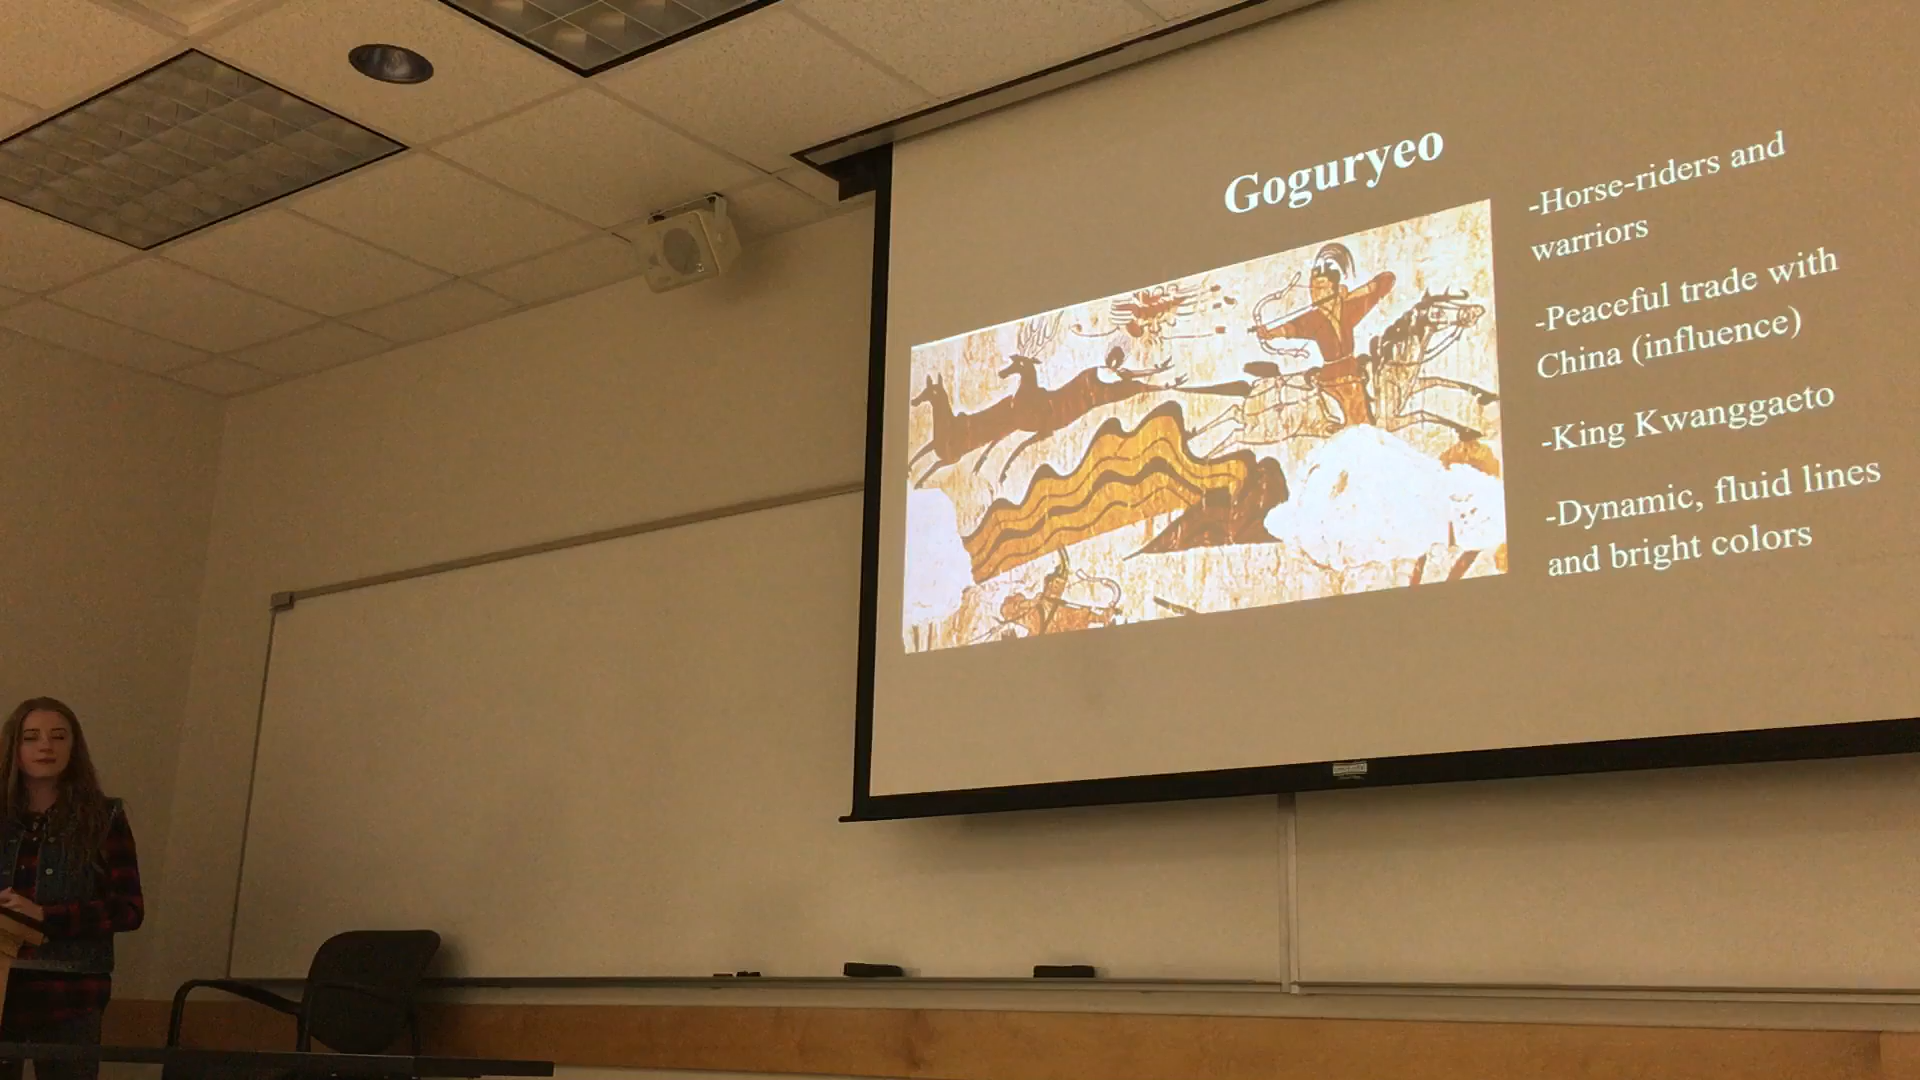 Goguryeo
-Horse-riders and
warriors
-Peaceful trade with
China (influence)
-King Kwanggaeto
-Dynamic, fluid lines
and bright colors